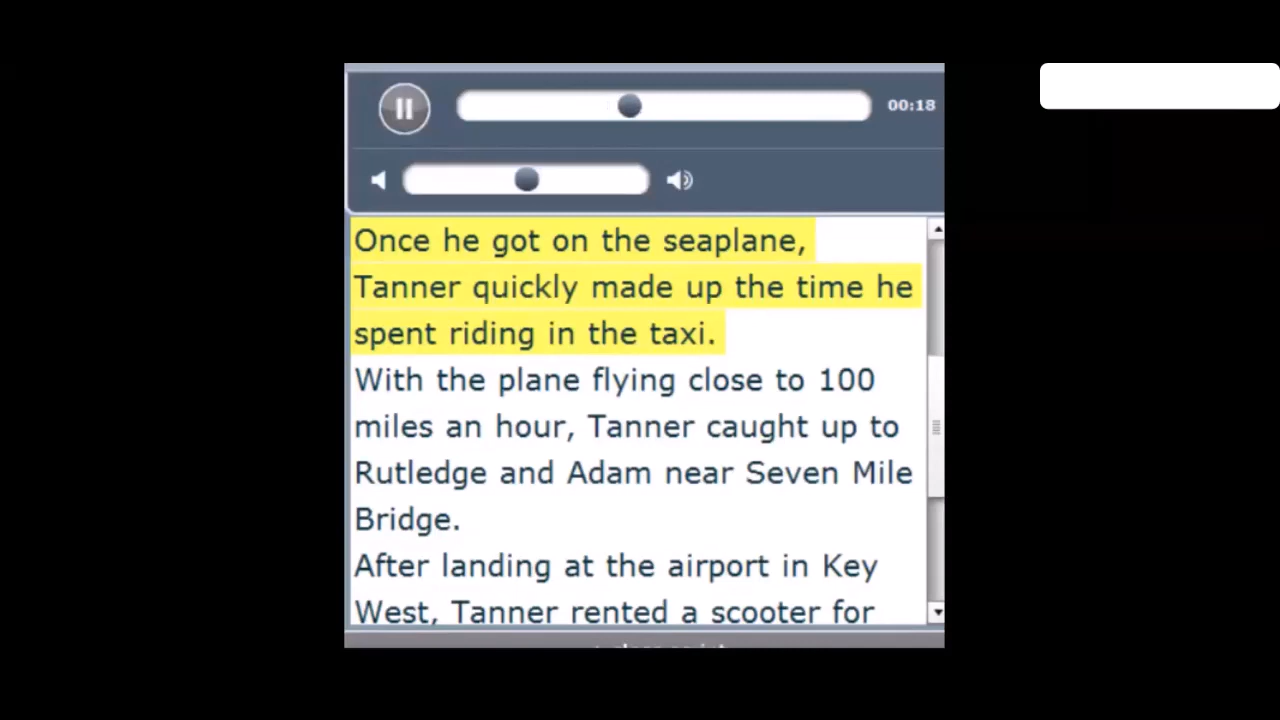 00:18
Once he got on the seaplane,
Tanner quickly made up the time he
spent riding in the taxi.
With the plane flying close to 100
miles an hour, Tanner caught up to
Rutledge and Adam near Seven Mile
Bridge.
After landing at the airport in Key
West, Tanner rented a scooter for